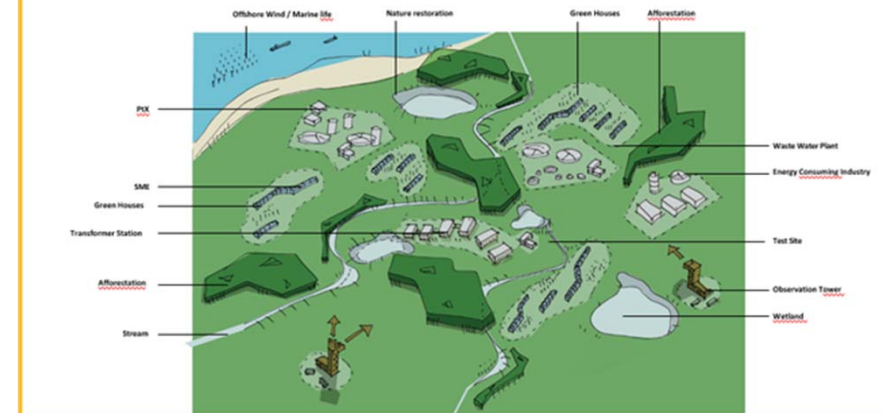 Offshore Wind / Marine life
Nature restoration
Green Houses
Afforestation
PtX
Waste Water Plant
Energy Consuming Industry
SME
Green Houses
Transformer Station
Test Site
Afforestation
Observation Tower
Wetland
Stream